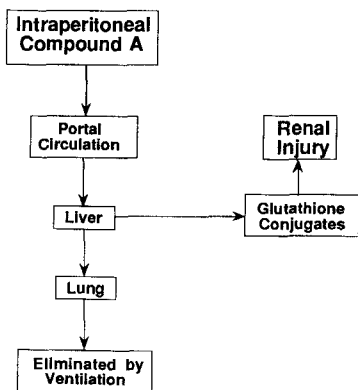 Intraperitoneal
Compound A
Portal
Circulation
Renal
Injury
Liver
Glutathione
Conjugates
Lung
Eliminated by
Ventilation